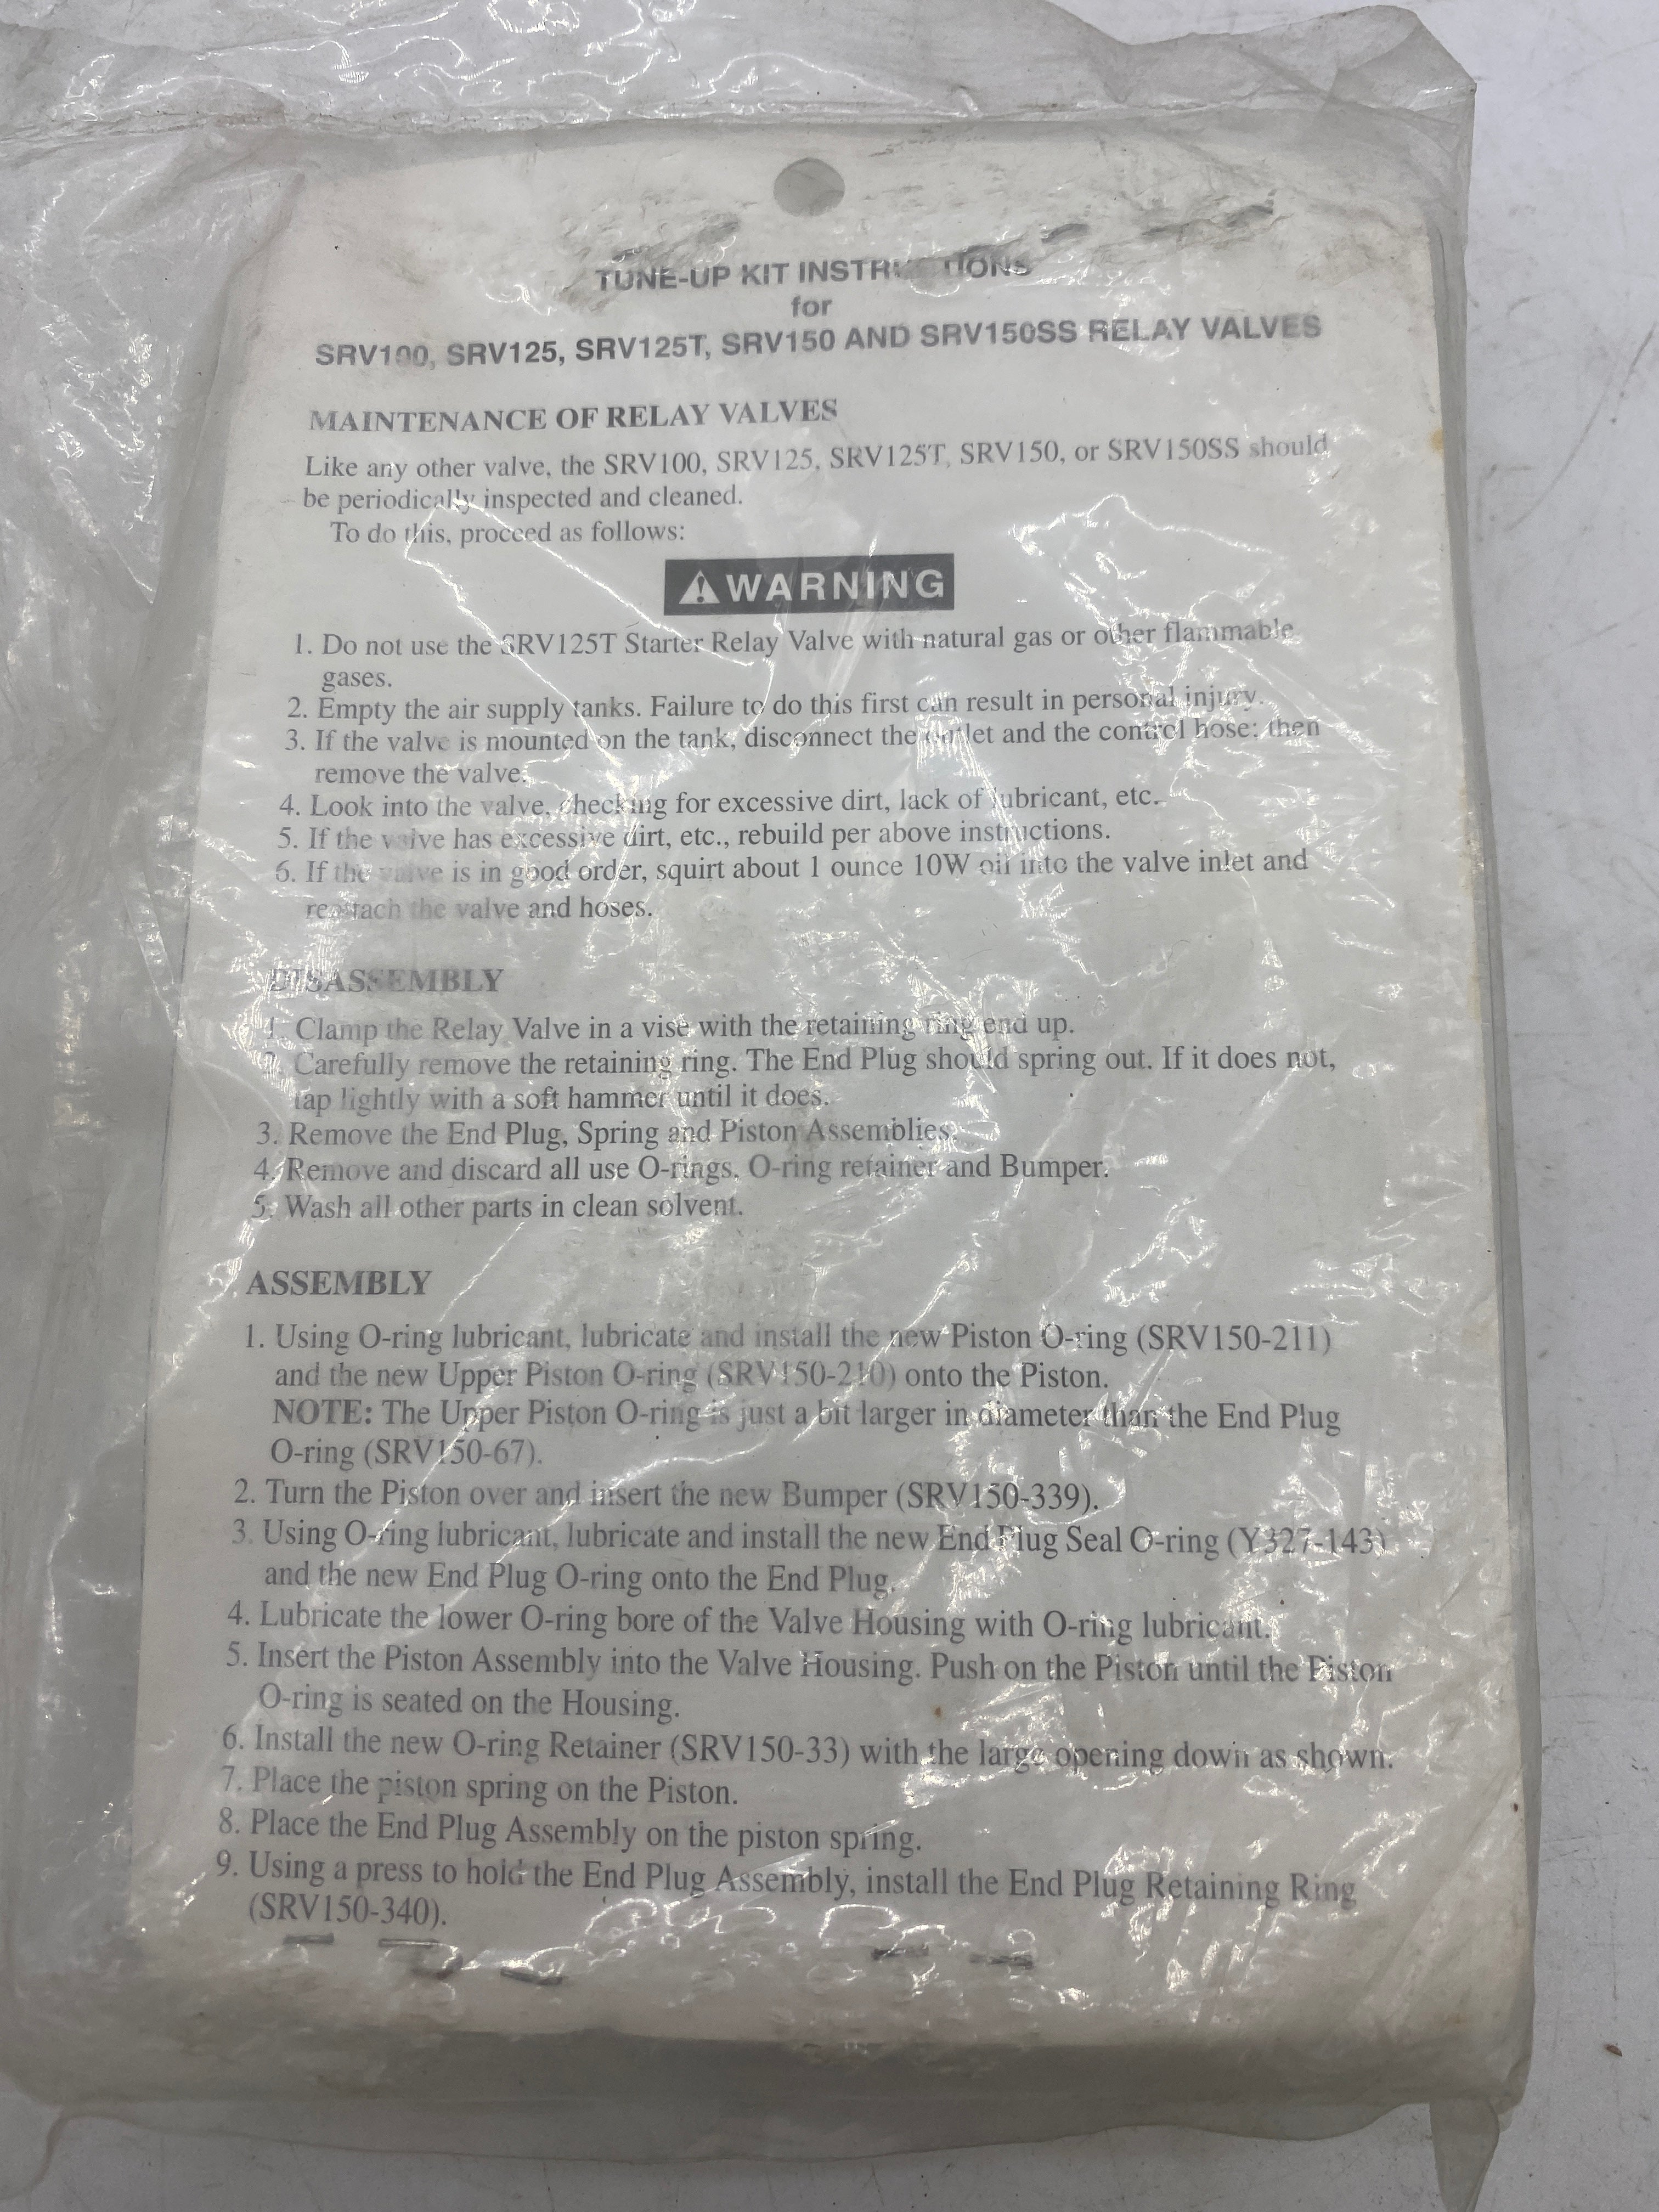 TUNE-UP KIT INSTRUCTIONS
for
SRV100, SRV125, SRV125T, SRV150 AND SRV150SS RELAY VALVES
MAINTENANCE OF RELAY VALVES
Like any other valve, the SRV100, SRV125, SRV125T, SRV150, or SRV150SS should
be periodically inspected and cleaned.
To do this, proceed as follows:
WARNING
1. Do not use the SRV125T Starter Relay Valve with natural gas or other flammable
gases.
2. Empty the air supply tanks. Failure to do this first can result in personal injury.
3. If the valve is mounted on the tank, disconnect the outlet and the control hose; then
remove the valve.
4. Look into the valve, checking for excessive dirt, lack of lubricant, etc.
5. If the valve has excessive dirt, etc., rebuild per above instructions.
6. If the valve is in good order, squirt about 1 ounce 10W oil into the valve inlet and
reattach the valve and hoses.
DISASSEMBLY
1. Clamp the Relay Valve in a vise with the retaining ring end up.
2. Carefully remove the retaining ring. The End Plug should spring out. If it does not,
tap lightly with a soft hammer until it does.
3. Remove the End Plug, Spring and Piston Assemblies.
4. Remove and discard all use O-rings, O-ring retainer and Bumper.
5. Wash all other parts in clean solvent.
ASSEMBLY
1. Using O-ring lubricant, lubricate and install the new Piston O-ring (SRV150-211)
and the new Upper Piston O-ring (SRV150-210) onto the Piston.
NOTE: The Upper Piston O-ring is just a bit larger in diameter than the End Plug
O-ring (SRV150-67).
2. Turn the Piston over and insert the new Bumper (SRV150-339).
3. Using O-ring lubricant, lubricate and install the new End Plug Seal O-ring (Y327-143)
and the new End Plug O-ring onto the End Plug.
4. Lubricate the lower O-ring bore of the Valve Housing with O-ring lubricant.
5. Insert the Piston Assembly into the Valve Housing. Push on the Piston until the Piston
O-ring is seated on the Housing.
6. Install the new O-ring Retainer (SRV150-33) with the large opening down as shown.
7. Place the piston spring on the Piston.
8. Place the End Plug Assembly on the piston spring.
9. Using a press to hold the End Plug Assembly, install the End Plug Retaining Ring
(SRV150-340).